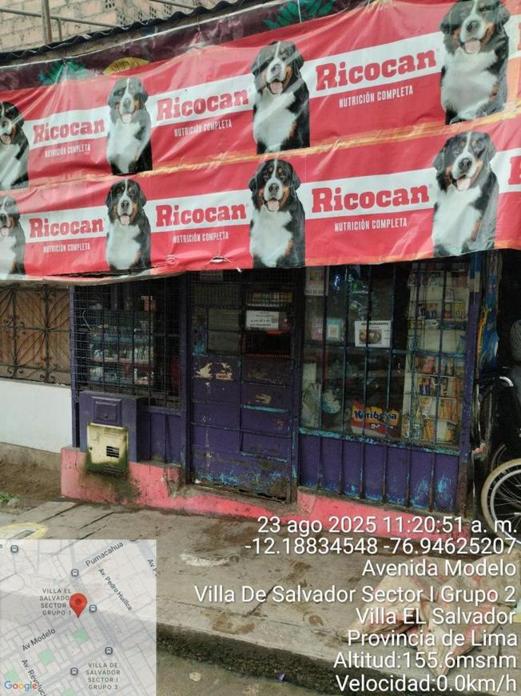 Ricocan
NUTRICIÓN COMPLETA
Ricocan
NUTRICIÓN COMPLETA
Ricocan
NUTRICIÓN COMPLETA
Ricocan
NUTRICIÓN COMPLETA
Ricocan
NUTRICIÓN COMPLETA
Ricocan
NUTRICIÓN COMPLETA
23 ago 2025 11:20:51 a. m.
-12.18834548 -76.94625207
Avenida Modelo
Villa De Salvador Sector I Grupo 2
Villa EL Salvador
Provincia de Lima
Altitud:155.6msnm
Velocidad:0.0km/h
Pumacahua
Av. Pedro Huilca
VILLA EL
SALVADOR
SECTOR
Av Modelo
VILLA DE
SALVADOR
SECTOR I
GRUPO 3
Google